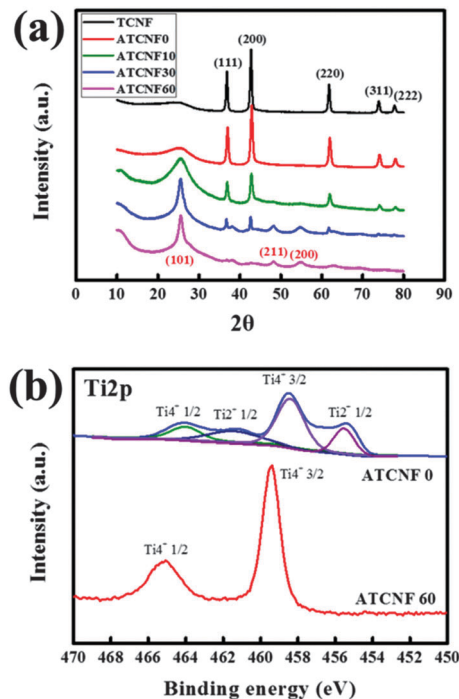 (a)
TCNF
ATCNF0
ATCNF10
ATCNF30
ATCNF60
(111)
(200)
(220)
(311)
(222)
(101)
(211)
(200)
Intensity (a.u.)
10 20 30 40 50 60 70 80
2θ
(b)
Ti2p
Ti4⁺ 1/2
Ti2⁺ 1/2
Ti4⁺ 3/2
Ti2⁺ 1/2
ATCNF 0
Ti4⁺ 3/2
Ti4⁺ 1/2
ATCNF 60
Intensity (a.u.)
470 466 464 462 460 458 456 454 452 450
Binding energy (eV)